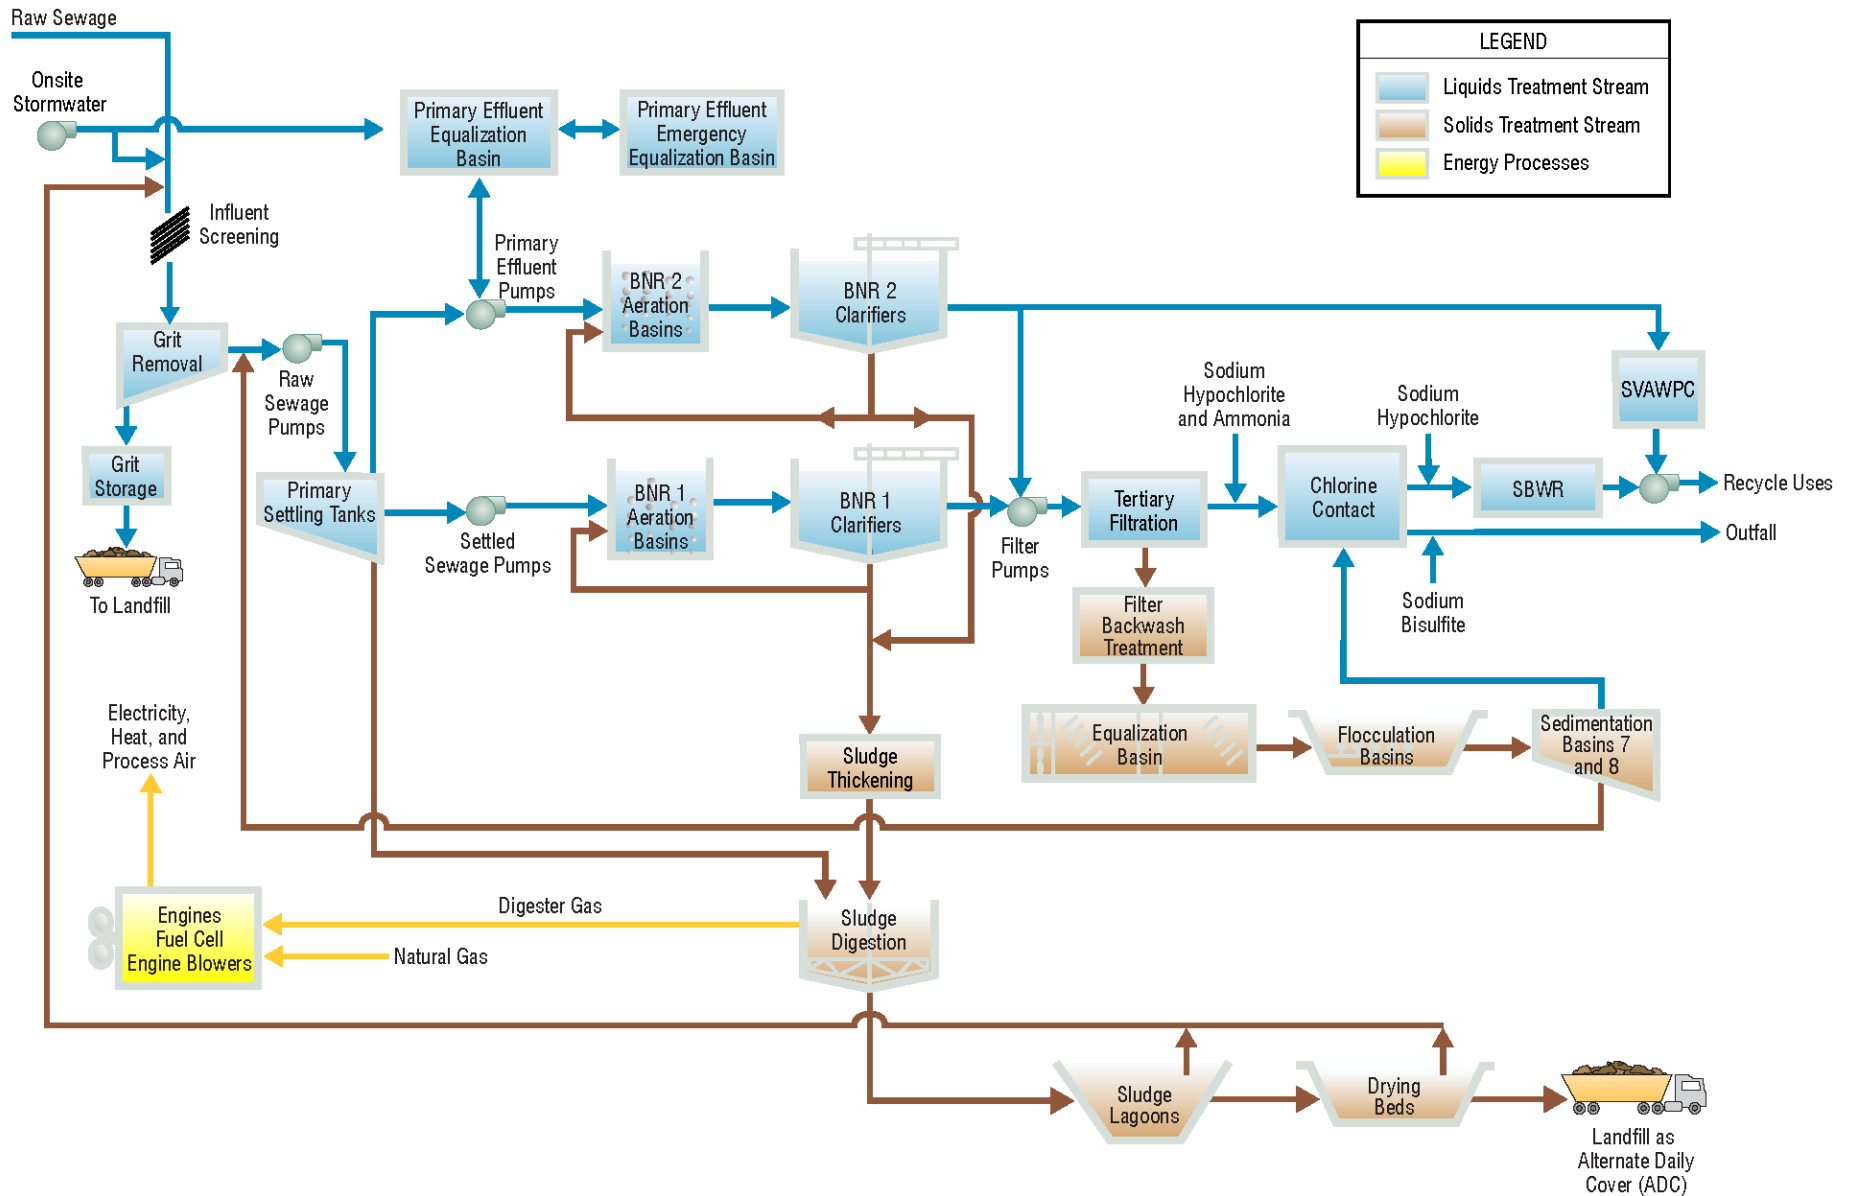 Raw Sewage
Onsite
Stormwater
Primary Effluent
Equalization
Basin
Primary Effluent
Emergency
Equalization Basin
LEGEND
Liquids Treatment Stream
Solids Treatment Stream
Energy Processes
Influent
Screening
Primary
Effluent
Pumps
BNR 2
Aeration
Basins
BNR 2
Clarifiers
Grit
Removal
Raw
Sewage
Pumps
SVAWPC
Sodium
Hypochlorite
and Ammonia
Sodium
Hypochlorite
Grit
Storage
Primary
Settling Tanks
Settled
Sewage Pumps
BNR 1
Aeration
Basins
BNR 1
Clarifiers
Filter
Pumps
Tertiary
Filtration
Chlorine
Contact
SBWR
Recycle Uses
Outfall
To Landfill
Filter
Backwash
Treatment
Sodium
Bisulfite
Electricity,
Heat, and
Process Air
Sludge
Thickening
Equalization
Basin
Flocculation
Basins
Sedimentation
Basins 7
and 8
Engines
Fuel Cell
Engine Blowers
Digester Gas
Natural Gas
Sludge
Digestion
Sludge
Lagoons
Drying
Beds
Landfill as
Alternate Daily
Cover (ADC)